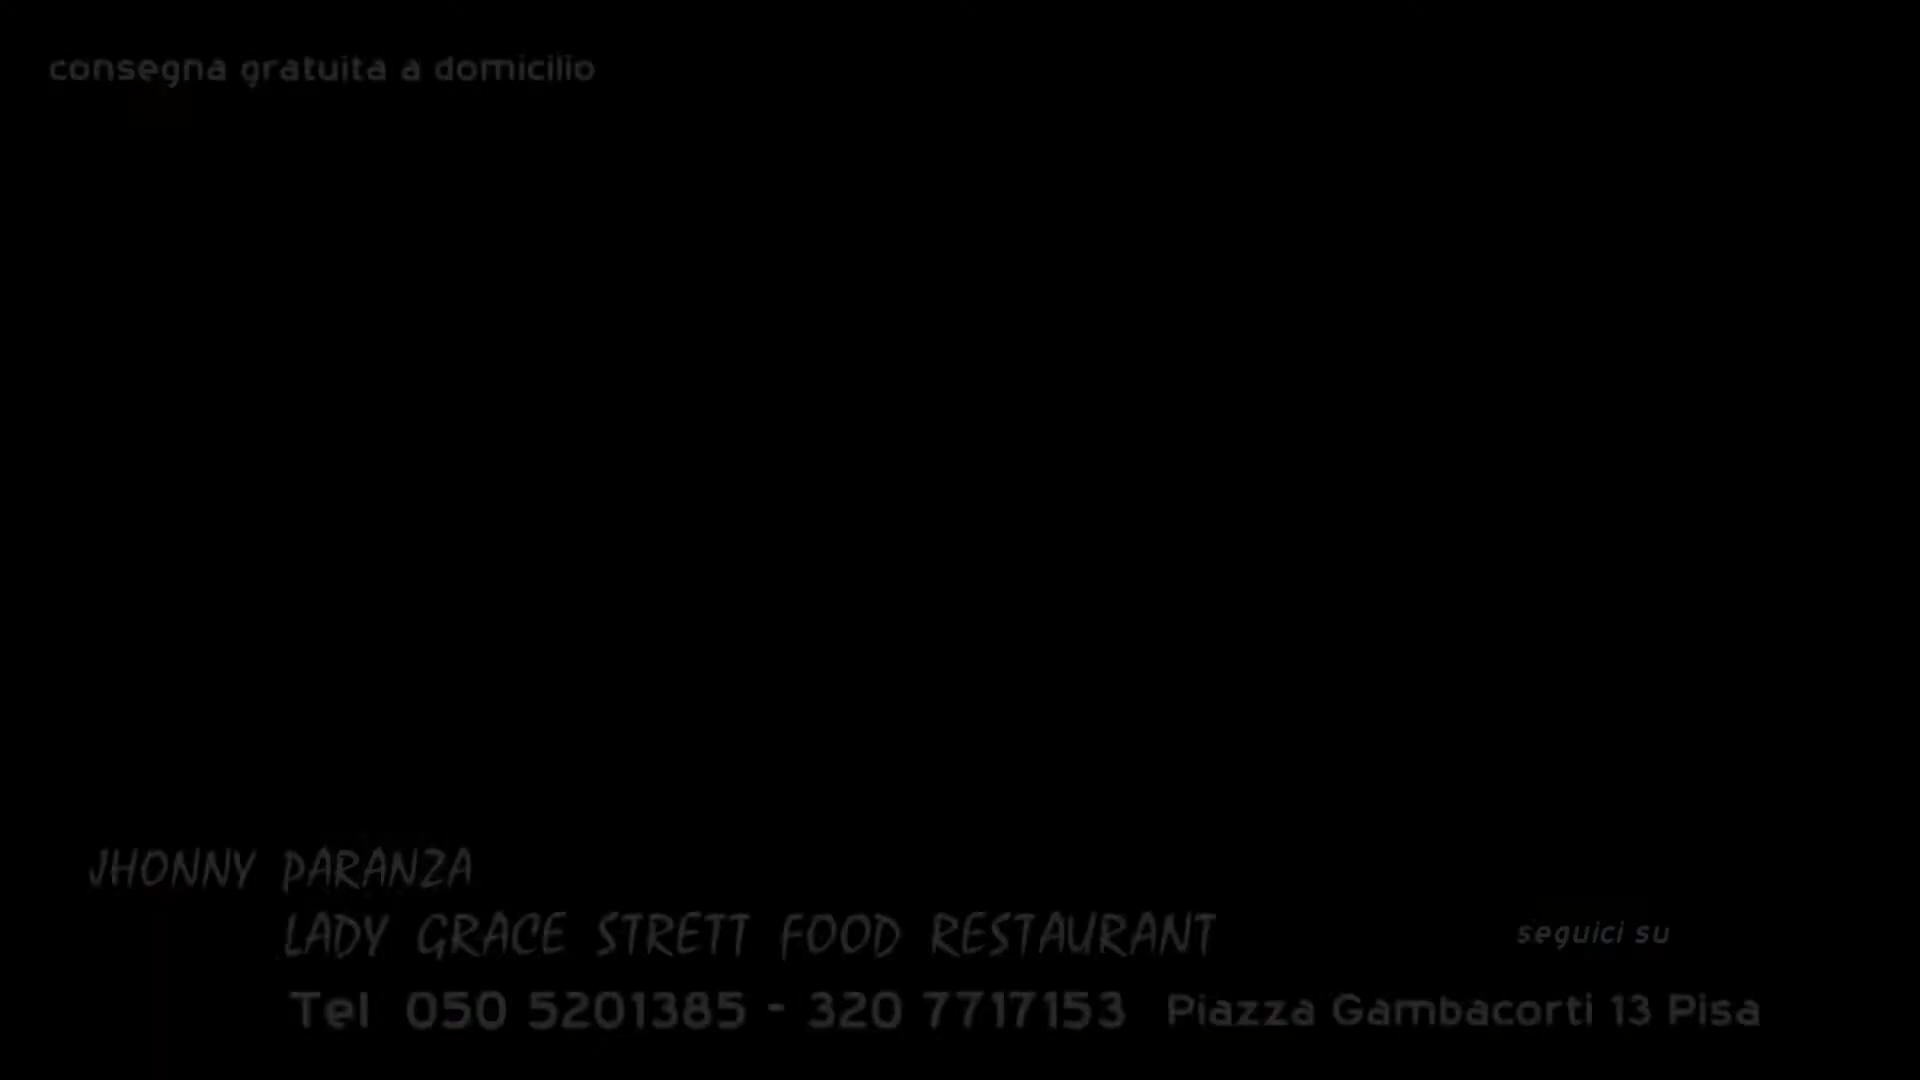 consegna gratuita a domicilio
JHONNY PARANZA
LADY GRACE STRETT FOOD RESTAURANT
seguici su
Tel 050 5201385 - 320 7717153 Piazza Gambacorti 13 Pisa